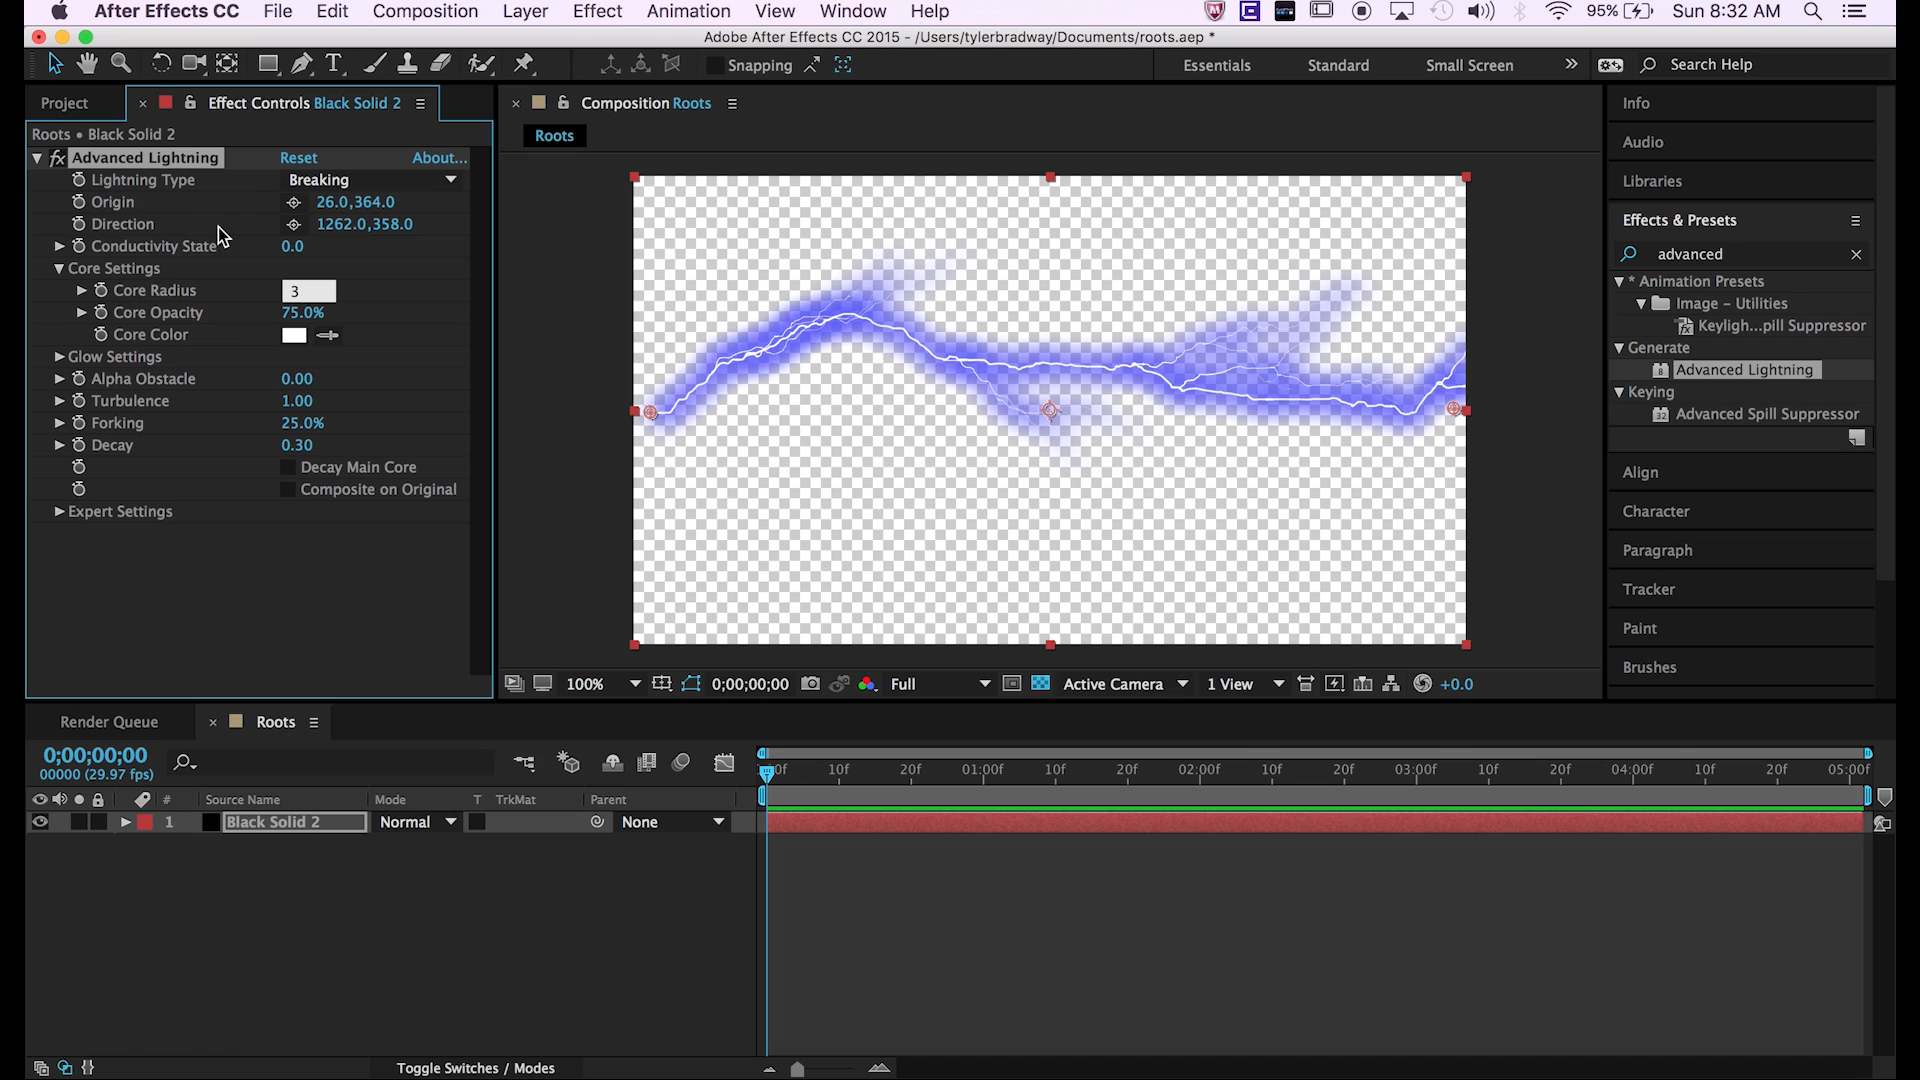 After Effects CC File Edit Composition Layer Effect Animation View Window Help 95% Sun 8:32 AM
Adobe After Effects CC 2015 - /Users/tylerbradway/Documents/roots.aep *
T Snapping Essentials Standard Small Screen >> Search Help
Project × Effect Controls Black Solid 2
Roots • Black Solid 2
fx Advanced Lightning Reset About...
Lightning Type Breaking
Origin 26.0,364.0
Direction 1262.0,358.0
Conductivity State 0.0
Core Settings
Core Radius 3
Core Opacity 75.0%
Core Color
Glow Settings
Alpha Obstacle 0.00
Turbulence 1.00
Forking 25.0%
Decay 0.30
Decay Main Core
Composite on Original
Expert Settings
× Composition Roots
Roots
100% 0;00;00;00 Full Active Camera 1 View +0.0
Info
Audio
Libraries
Effects & Presets
advanced ×
* Animation Presets
Image – Utilities
Keyligh...pill Suppressor
Generate
8 Advanced Lightning
Keying
32 Advanced Spill Suppressor
Align
Character
Paragraph
Tracker
Paint
Brushes
Render Queue × Roots
0;00;00;00
00000 (29.97 fps)
0f 10f 20f 01:00f 10f 20f 02:00f 10f 20f 03:00f 10f 20f 04:00f 10f 20f 05:00f
# Source Name Mode T TrkMat Parent
1 Black Solid 2 Normal None
Toggle Switches / Modes